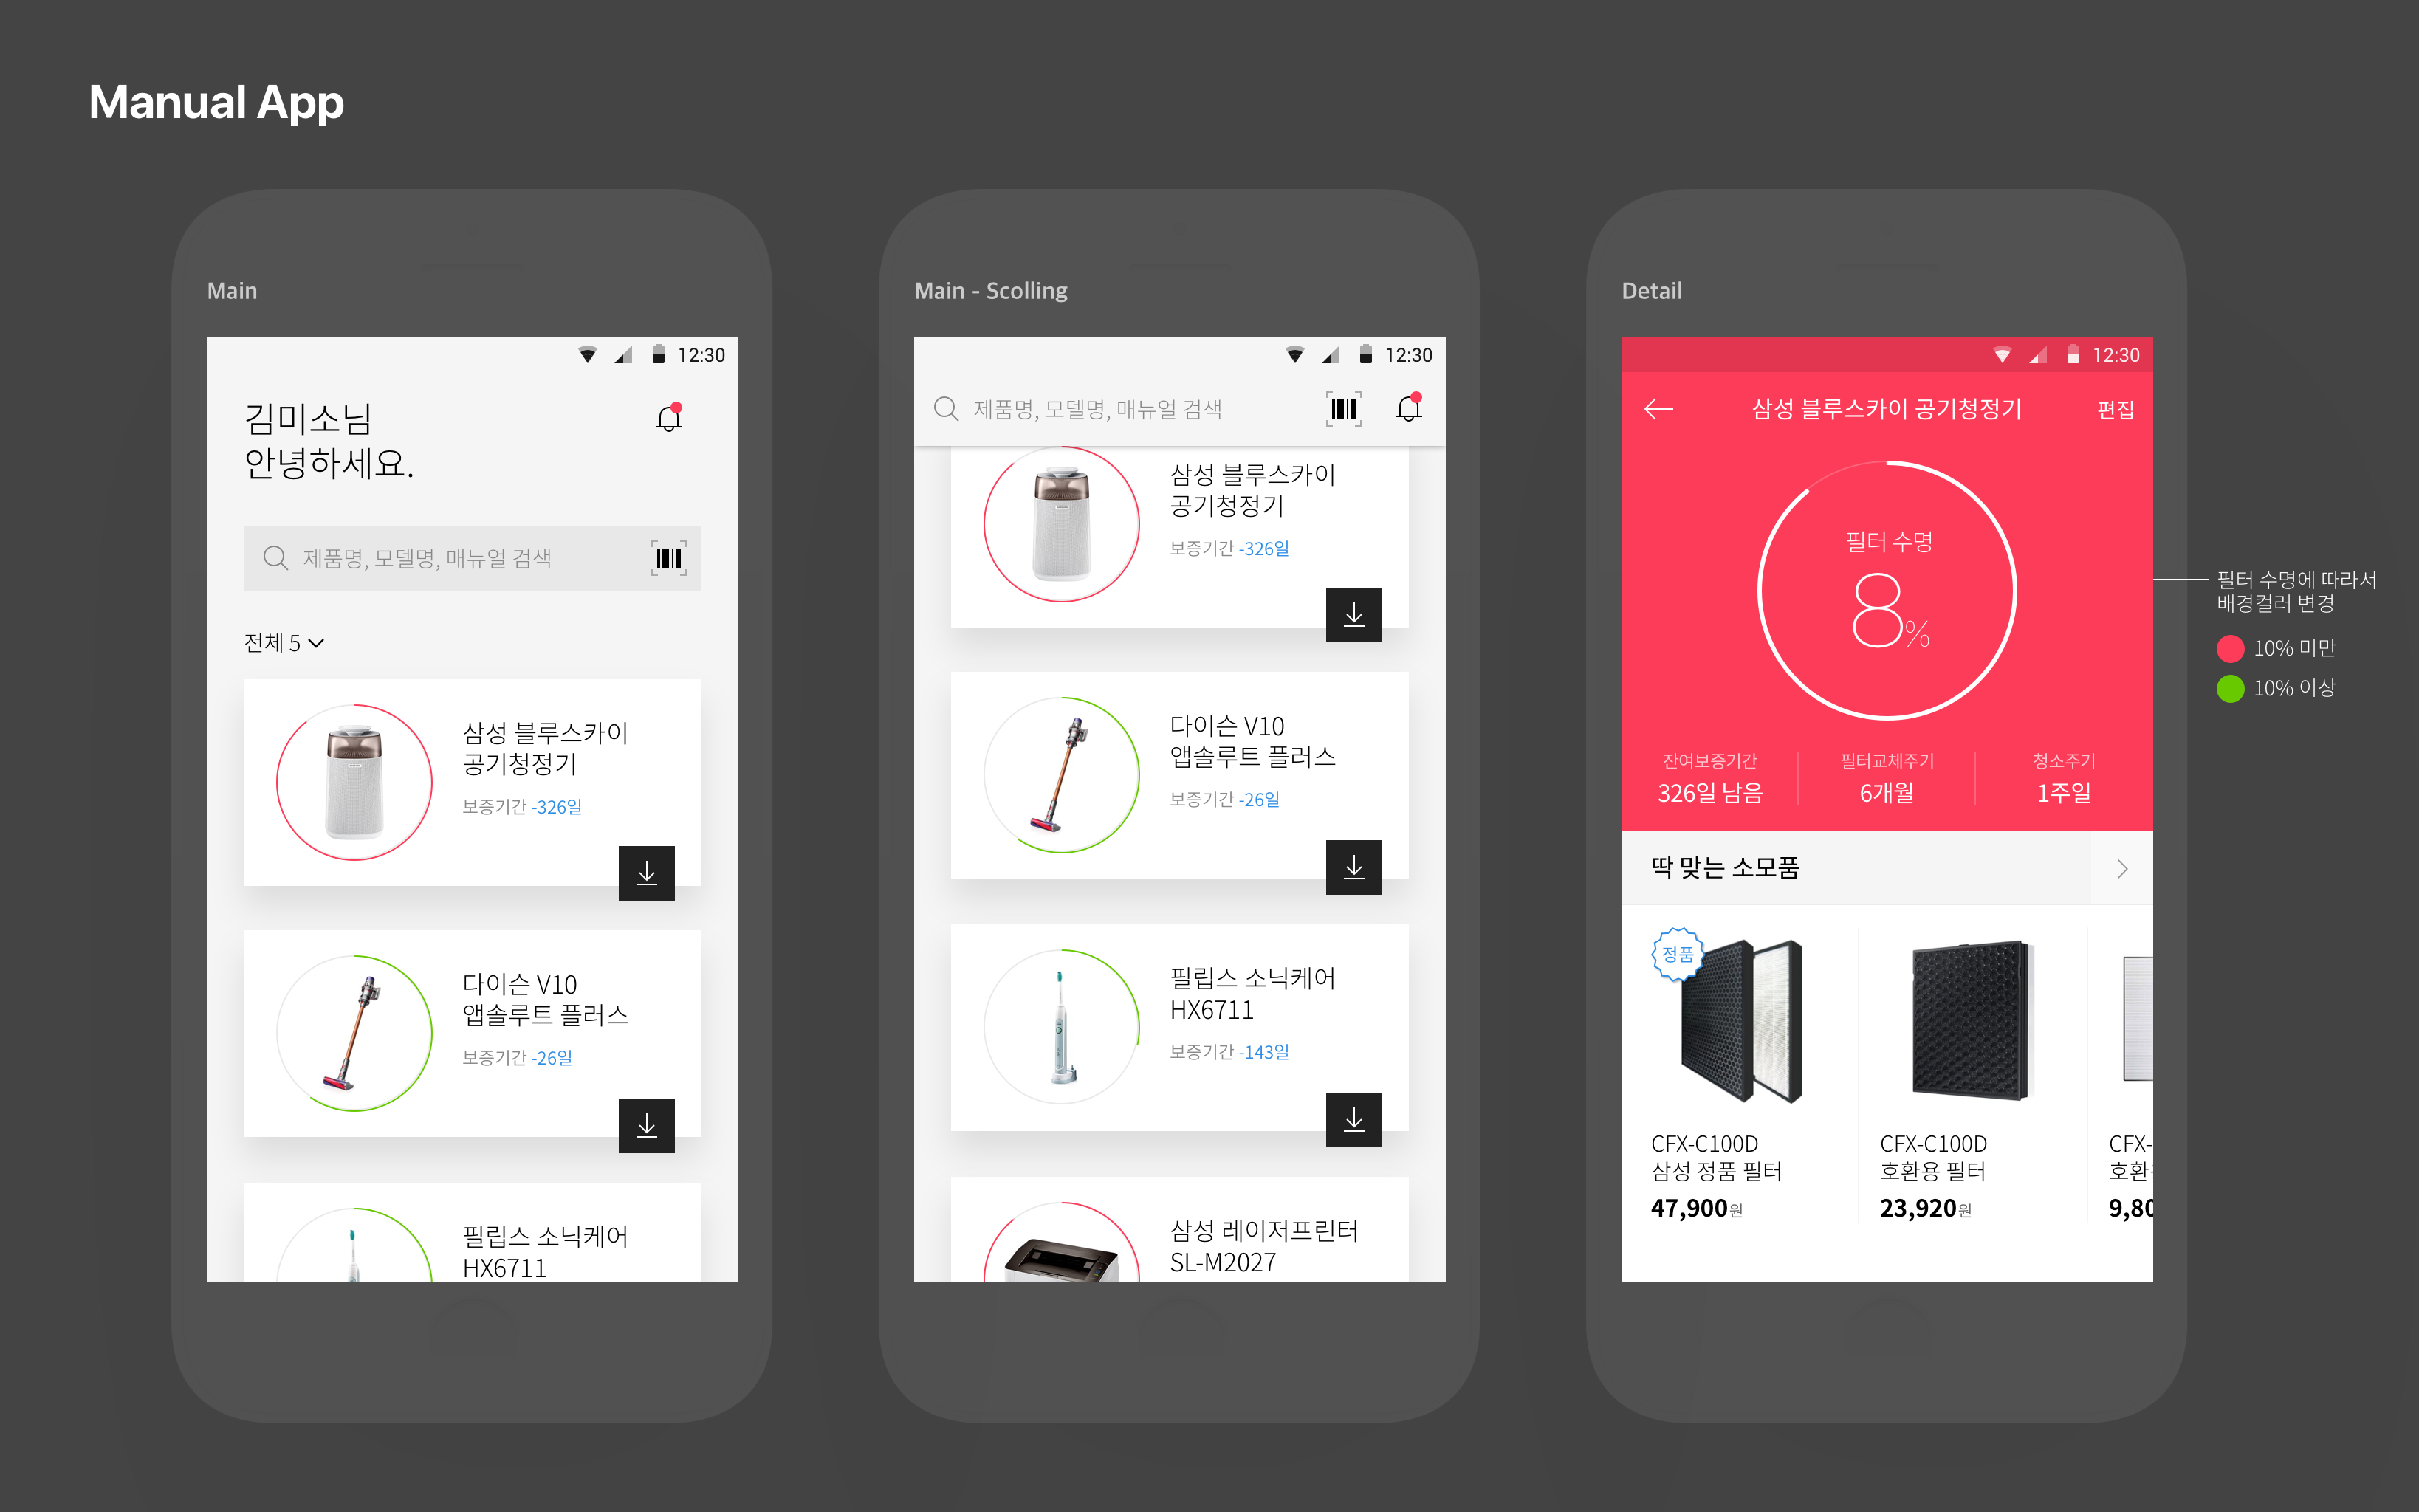 Manual App
Main
12:30
김미소님
안녕하세요.
제품명, 모델명, 매뉴얼 검색
전체 5
삼성 블루스카이
공기청정기
보증기간 -326일
다이슨 V10
앱솔루트 플러스
보증기간 -26일
필립스 소닉케어
HX6711
Main - Scolling
12:30
제품명, 모델명, 매뉴얼 검색
삼성 블루스카이
공기청정기
보증기간 -326일
다이슨 V10
앱솔루트 플러스
보증기간 -26일
필립스 소닉케어
HX6711
보증기간 -143일
삼성 레이저프린터
SL-M2027
Detail
12:30
삼성 블루스카이 공기청정기
편집
필터 수명
8%
잔여보증기간
326일 남음
필터교체주기
6개월
청소주기
1주일
딱 맞는 소모품
정품
CFX-C100D
삼성 정품 필터
47,900원
CFX-C100D
호환용 필터
23,920원
CFX-
호환
9,80
필터 수명에 따라서
배경컬러 변경
10% 미만
10% 이상